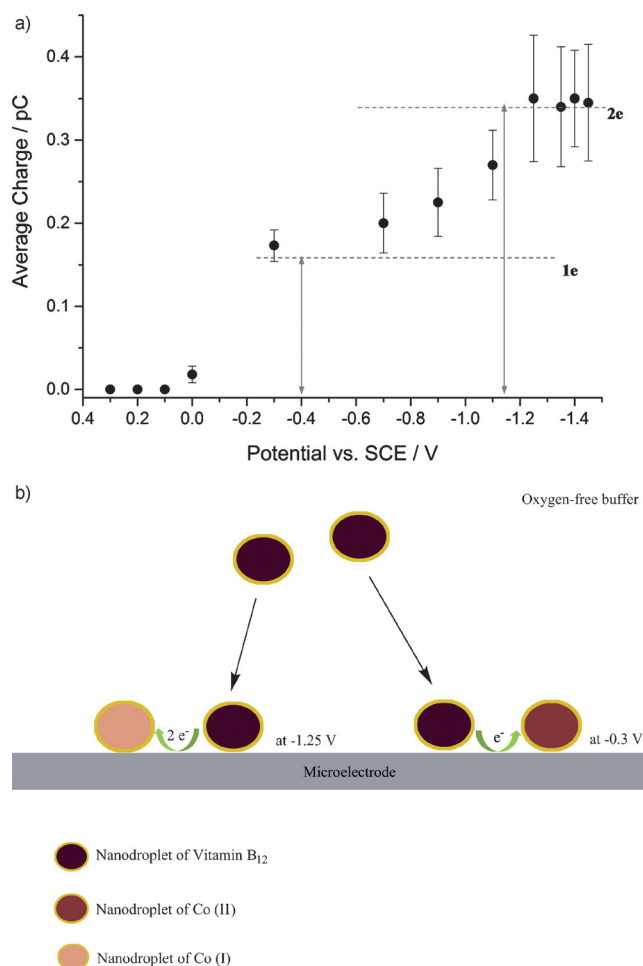 a)
Average Charge / pC
0.4
0.3
0.2
0.1
0.0
2e
1e
0.4 0.2 0.0 -0.2 -0.4 -0.6 -0.8 -1.0 -1.2 -1.4
Potential vs. SCE / V
b)
Oxygen-free buffer
2 e-
at -1.25 V
e-
at -0.3 V
Microelectrode
Nanodroplet of Vitamin B12
Nanodroplet of Co (II)
Nanodroplet of Co (I)